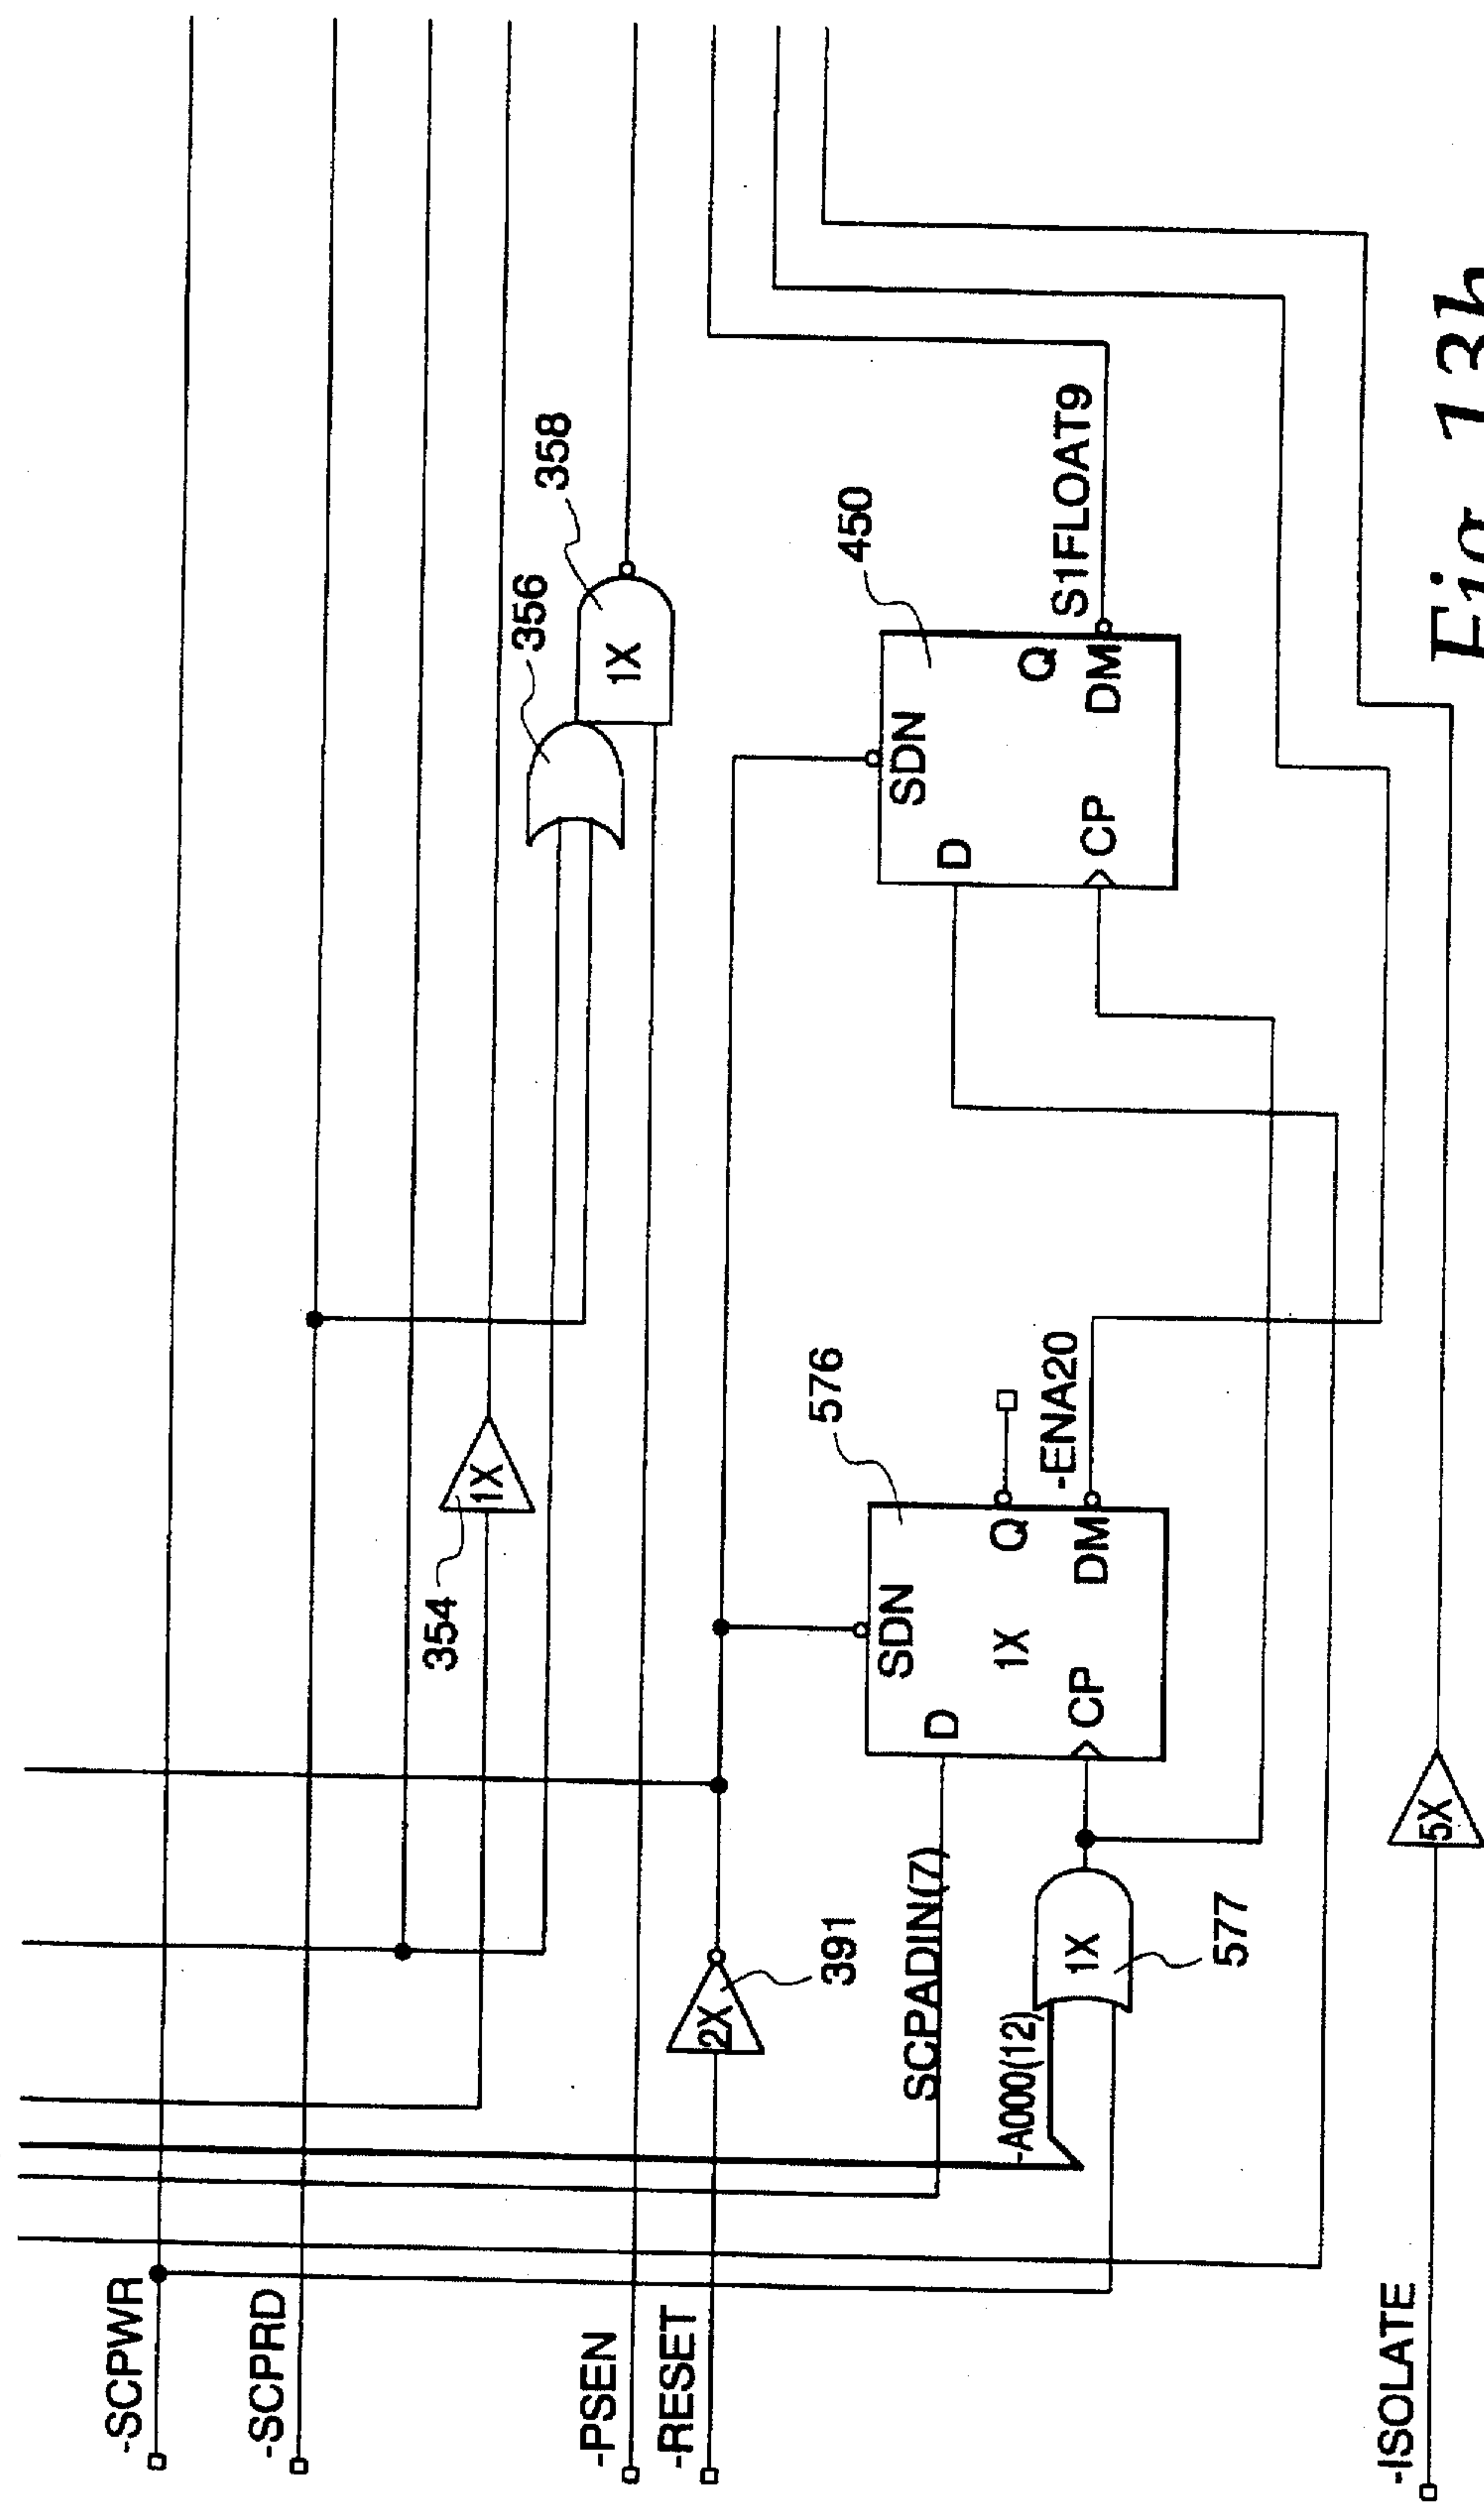 -SCPWR
-SCPRD
-PSEN
-RESET
-ISOLATE
354
1X
356
358
1X
2X
391
SCPADIN(7)
-A000(12)
1X
577
576
SDN
D
1X
Q
CP
DM
-ENA20
450
SDN
D
Q
CP
DM
S1FLOAT9
5X
Fig. 13b